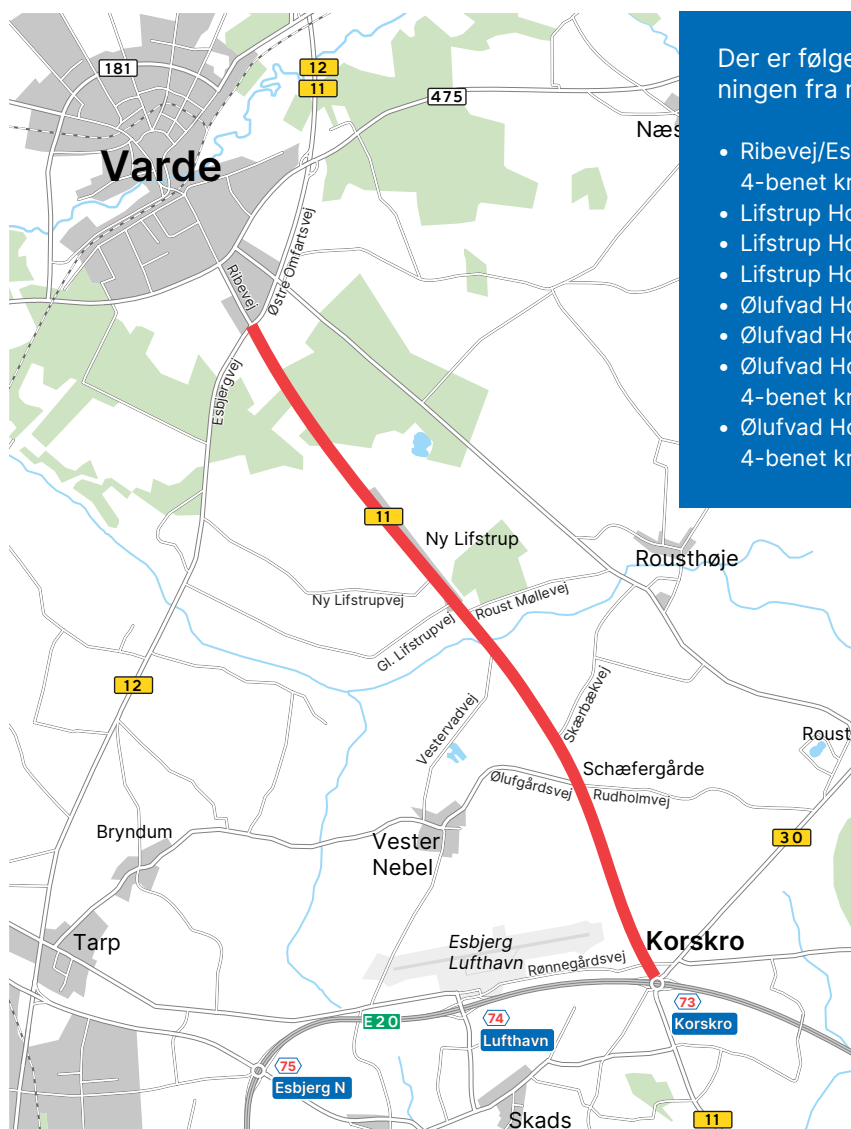 181
12
11
475
Varde
Næs
Der er følge
ningen fra n
• Ribevej/Es
4-benet kr
• Lifstrup Ho
• Lifstrup Ho
• Lifstrup Ho
• Ølufvad Ho
• Ølufvad Ho
• Ølufvad Ho
4-benet kr
• Ølufvad Ho
4-benet kr
Ribevej
Østre Omfartsvej
Esbjergvej
11
Ny Lifstrup
Rousthøje
Ny Lifstrupvej
Gl. Lifstrupvej
Roust Møllevej
12
Vestervadvej
Skærbækvej
Roust
Schæfergårde
Ølufgårdsvej
Rudholmvej
Bryndum
Vester
Nebel
30
Tarp
Esbjerg
Lufthavn
Korskro
Rønnegårdsvej
E20
74
Lufthavn
73
Korskro
75
Esbjerg N
Skads
11